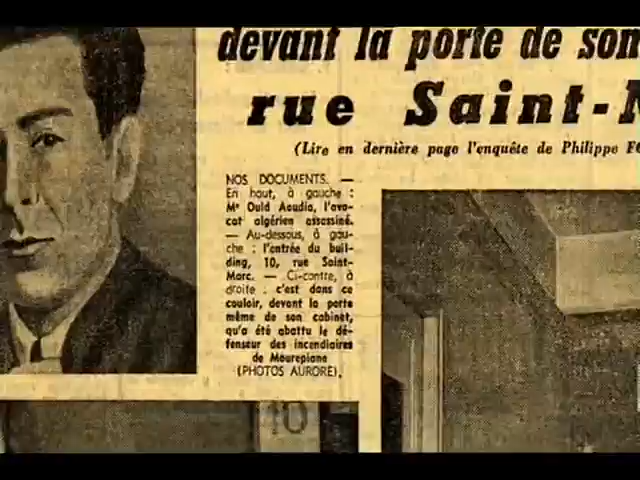 devant la porte de son
rue Saint-M
(Lire en dernière page l'enquête de Philippe FO
NOS DOCUMENTS. —
En haut, à gauche :
Mᵉ Ould Aoudia, l'avo-
cat algérien assassiné.
— Au-dessous, à gau-
che : l'entrée du buil-
ding, 10, rue Saint-
Marc. — Ci-contre, à
droite : c'est dans ce
couloir, devant la porte
même de son cabinet,
qu'a été abattu le dé-
fenseur des incendiaires
de Mourepiane
(PHOTOS AURORE).
10